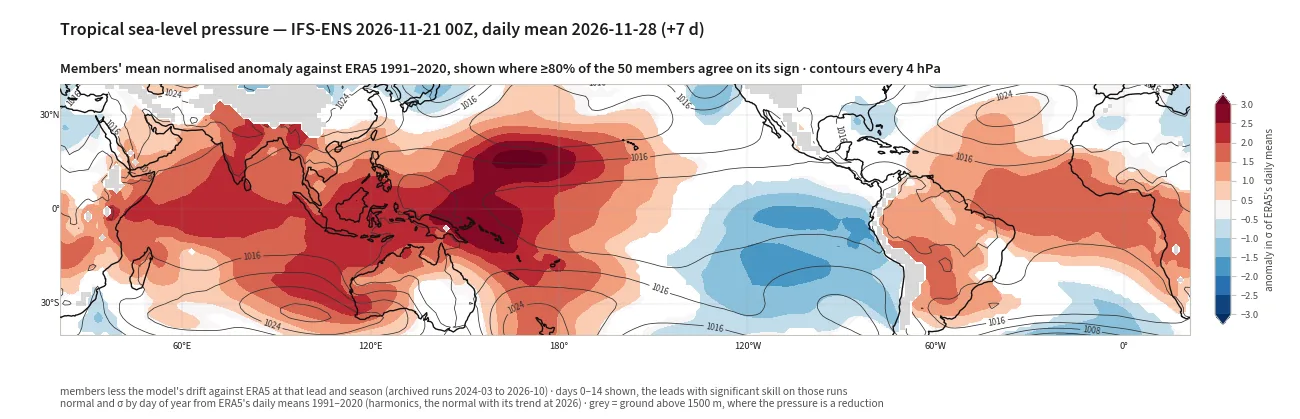 Tropical sea-level pressure — IFS-ENS 2026-11-21 00Z, daily mean 2026-11-28 (+7 d)
Members' mean normalised anomaly against ERA5 1991–2020, shown where ≥80% of the 50 members agree on its sign · contours every 4 hPa
30°N
0°
30°S
60°E
120°E
180°
120°W
60°W
0°
1024
1016
1024
1016
1016
1016
1016
1024
1016
1016
1016
1024
1024
1016
1016
1016
1008
3.0
2.5
2.0
1.5
1.0
0.5
−0.5
−1.0
−1.5
−2.0
−2.5
−3.0
anomaly in σ of ERA5's daily means
members less the model's drift against ERA5 at that lead and season (archived runs 2024-03 to 2026-10) · days 0–14 shown, the leads with significant skill on those runs
normal and σ by day of year from ERA5's daily means 1991–2020 (harmonics, the normal with its trend at 2026) · grey = ground above 1500 m, where the pressure is a reduction